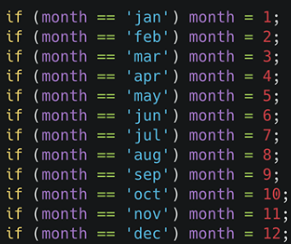 if (month == 'jan') month = 1;
if (month == 'feb') month = 2;
if (month == 'mar') month = 3;
if (month == 'apr') month = 4;
if (month == 'may') month = 5;
if (month == 'jun') month = 6;
if (month == 'jul') month = 7;
if (month == 'aug') month = 8;
if (month == 'sep') month = 9;
if (month == 'oct') month = 10;
if (month == 'nov') month = 11;
if (month == 'dec') month = 12;